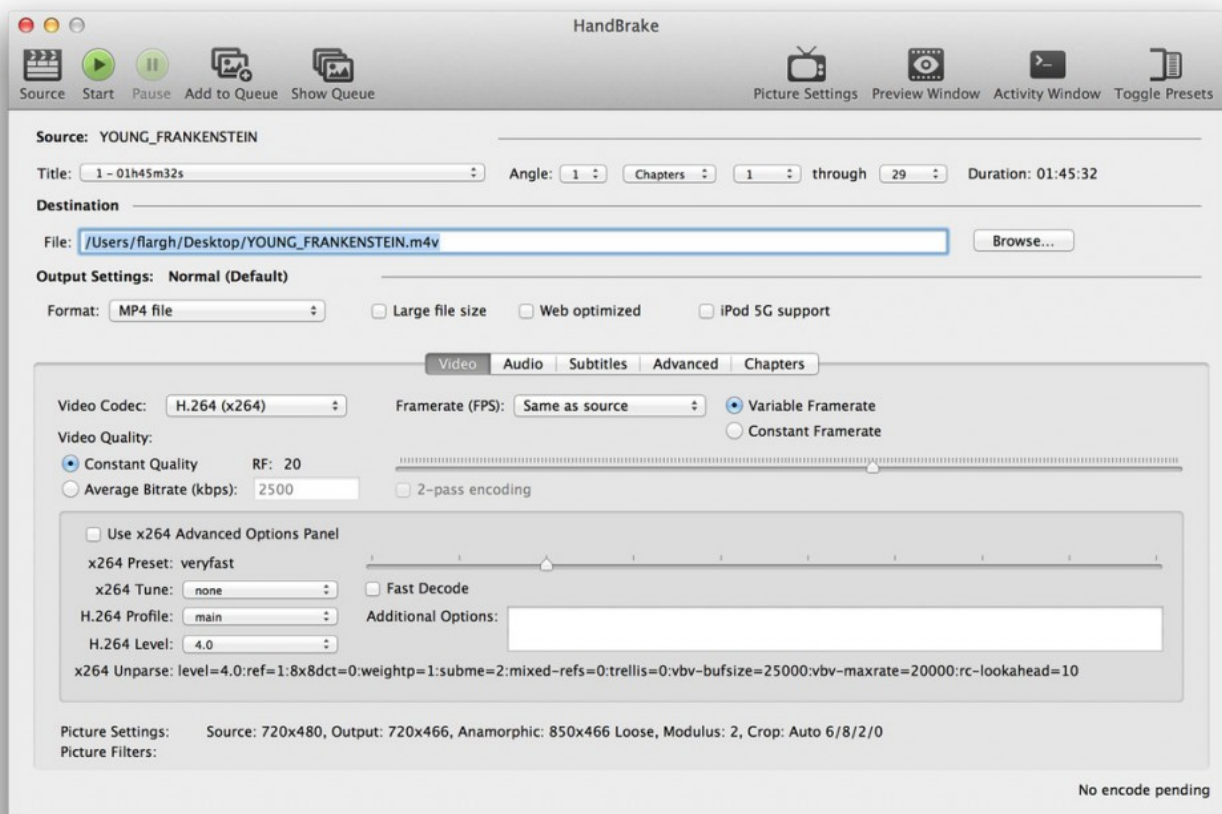 HandBrake
Source Start Pause Add to Queue Show Queue Picture Settings Preview Window Activity Window Toggle Presets
Source: YOUNG_FRANKENSTEIN
Title: 1 - 01h45m32s Angle: 1 Chapters 1 through 29 Duration: 01:45:32
Destination
File: /Users/flargh/Desktop/YOUNG_FRANKENSTEIN.m4v Browse...
Output Settings: Normal (Default)
Format: MP4 file Large file size Web optimized iPod 5G support
Video Audio Subtitles Advanced Chapters
Video Codec: H.264 (x264) Framerate (FPS): Same as source Variable Framerate
Constant Framerate
Video Quality:
Constant Quality RF: 20
Average Bitrate (kbps): 2500 2-pass encoding
Use x264 Advanced Options Panel
x264 Preset: veryfast
x264 Tune: none Fast Decode
H.264 Profile: main Additional Options:
H.264 Level: 4.0
x264 Unparse: level=4.0:ref=1:8x8dct=0:weightp=1:subme=2:mixed-refs=0:trellis=0:vbv-bufsize=25000:vbv-maxrate=20000:rc-lookahead=10
Picture Settings: Source: 720x480, Output: 720x466, Anamorphic: 850x466 Loose, Modulus: 2, Crop: Auto 6/8/2/0
Picture Filters:
No encode pending